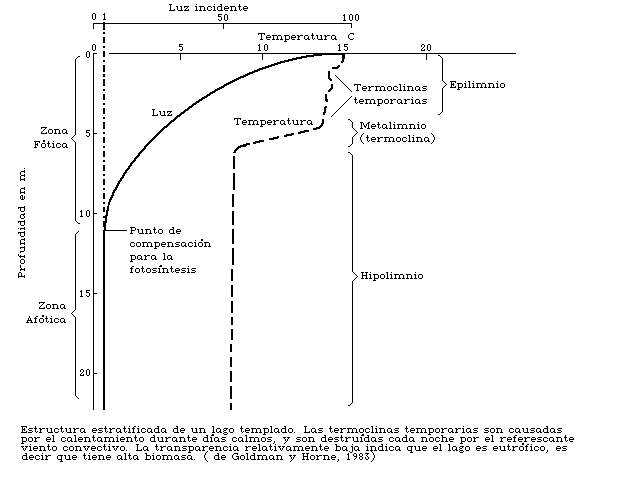 Luz incidente
0 1 50 100
Temperatura C
0 5 10 15 20
0
Termoclinas
temporarias
Epilimnio
Luz
Temperatura
Metalimnio
(termoclina)
Zona
Fótica
5
Profundidad en m.
10
Punto de
compensación
para la
fotosíntesis
Hipolimnio
15
Zona
Afótica
20
Estructura estratificada de un lago templado. Las termoclinas temporarias son causadas
por el calentamiento durante días calmos, y son destruídas cada noche por el referescante
viento convectivo. La transparencia relativamente baja indica que el lago es eutrófico, es
decir que tiene alta biomasa. ( de Goldman y Horne, 1983)